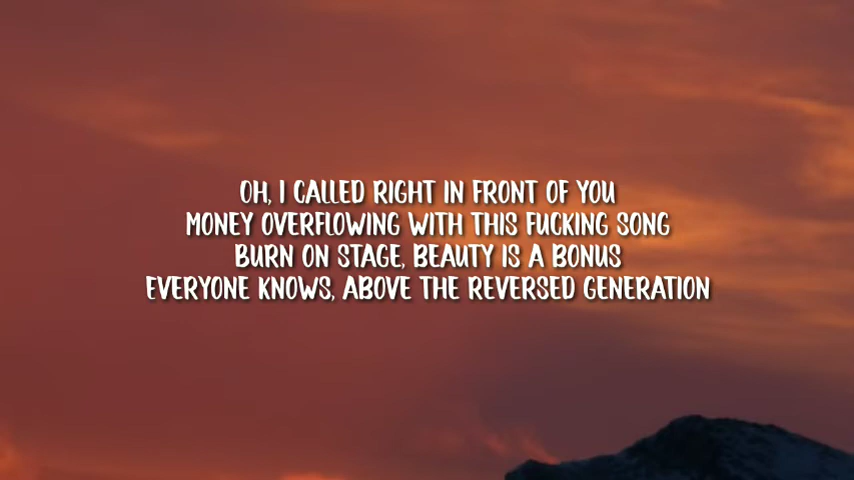 OH, I CALLED RIGHT IN FRONT OF YOU
MONEY OVERFLOWING WITH THIS FUCKING SONG
BURN ON STAGE, BEAUTY IS A BONUS
EVERYONE KNOWS, ABOVE THE REVERSED GENERATION